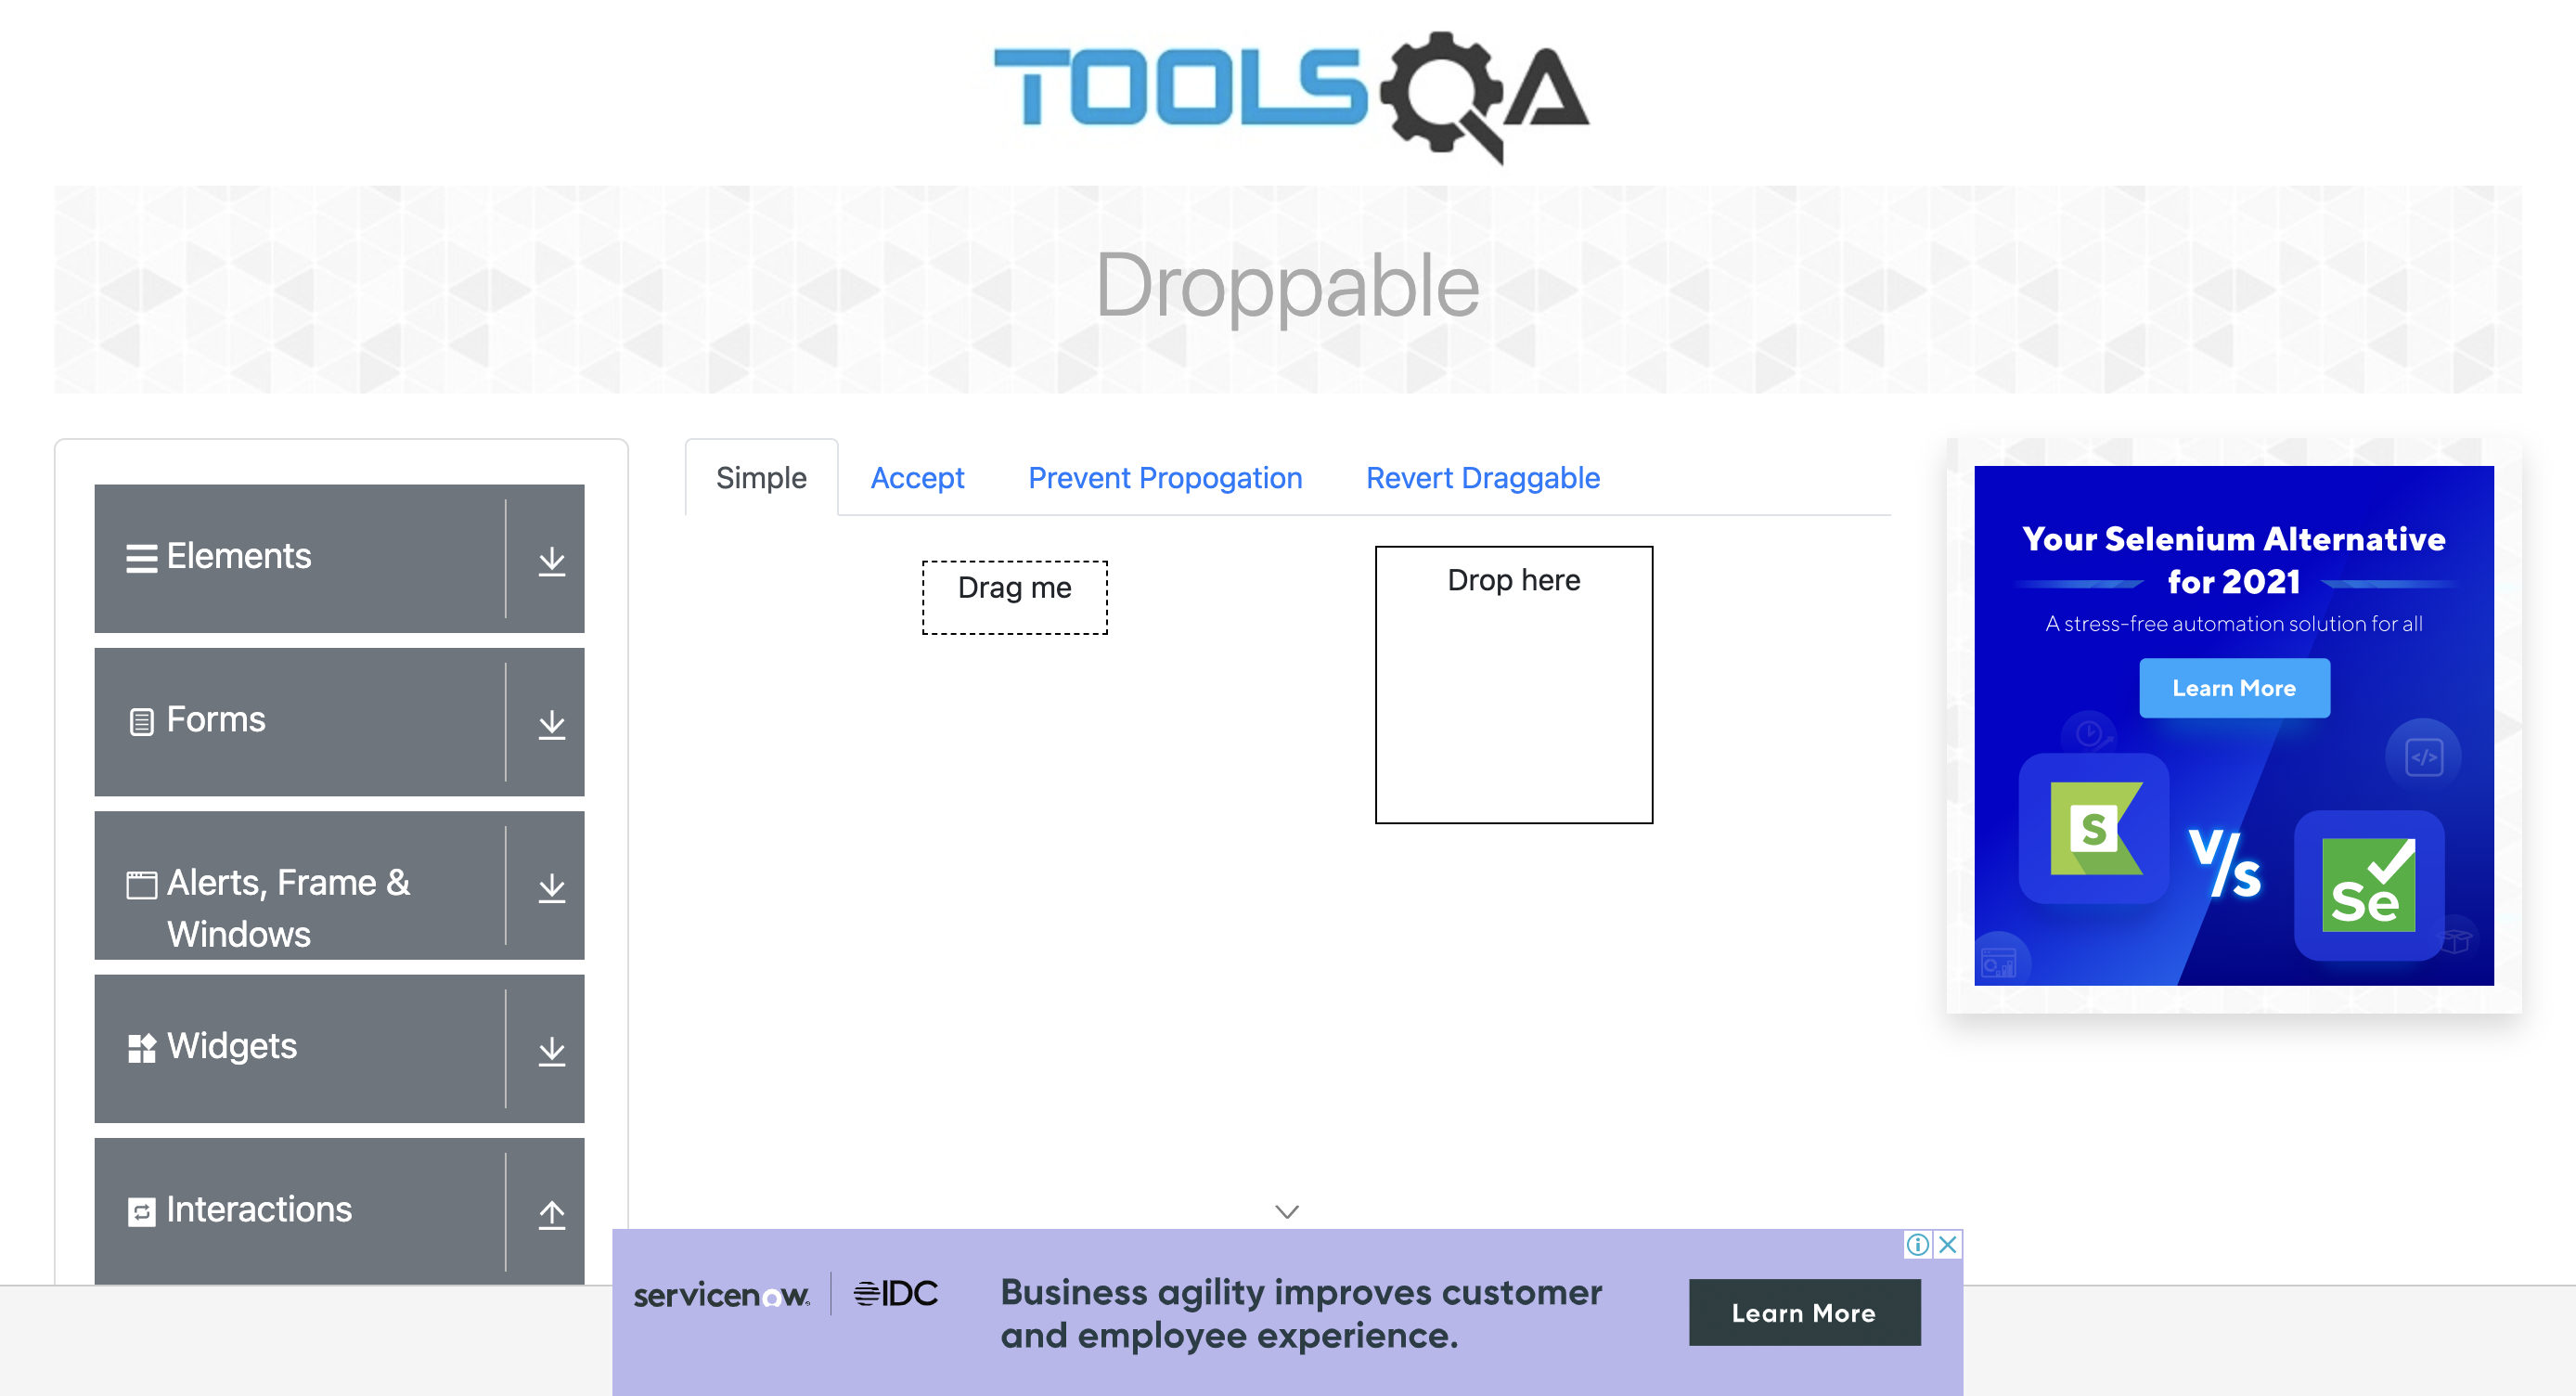 TOOLSQA
Droppable
Elements
Forms
Alerts, Frame &
Windows
Widgets
Interactions
Simple
Accept
Prevent Propogation
Revert Draggable
Drag me
Drop here
Your Selenium Alternative
for 2021
A stress-free automation solution for all
Learn More
</>
S
V/s
Se
servicenow
IDC
Business agility improves customer
and employee experience.
Learn More